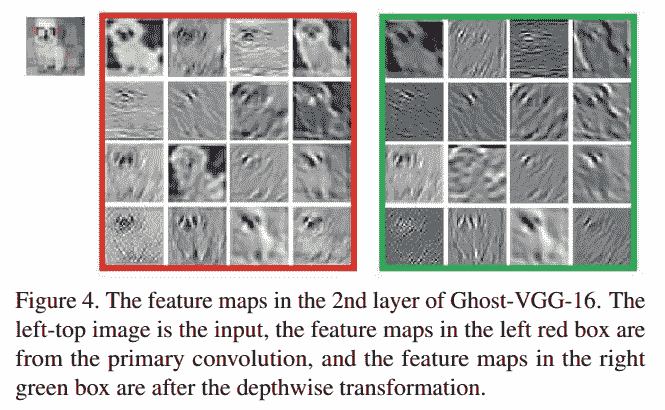 Figure 4. The feature maps in the 2nd layer of Ghost-VGG-16. The
left-top image is the input, the feature maps in the left red box are
from the primary convolution, and the feature maps in the right
green box are after the depthwise transformation.